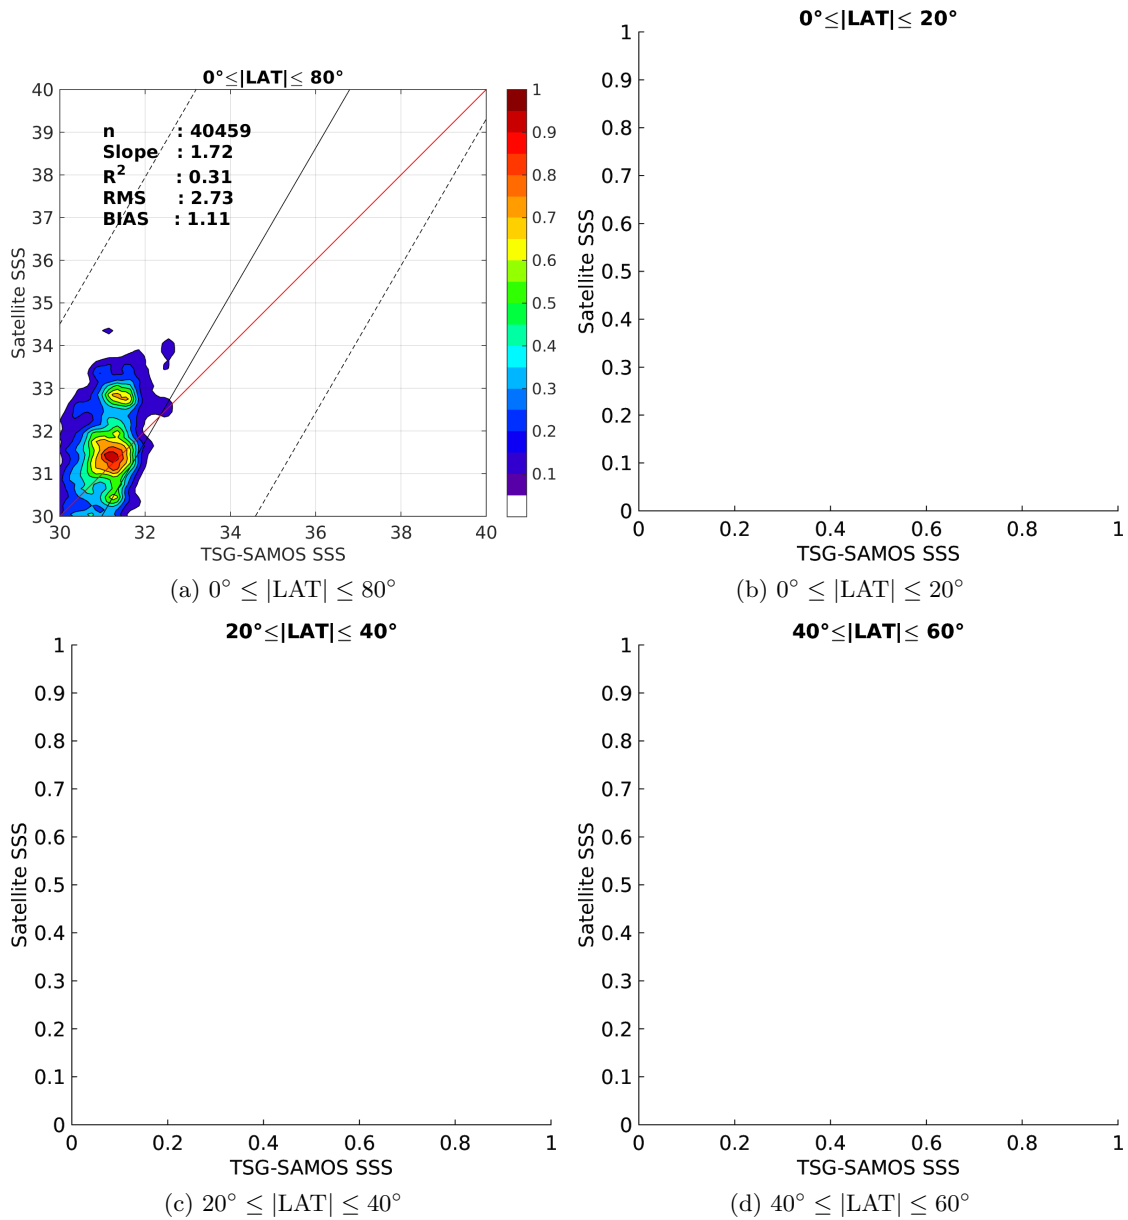 0°≤|LAT|≤ 80°
40
39
38
37
36
35
34
33
32
31
30
Satellite SSS
n : 40459
Slope : 1.72
R² : 0.31
RMS : 2.73
BIAS : 1.11
30 32 34 36 38 40
TSG-SAMOS SSS
1
0.9
0.8
0.7
0.6
0.5
0.4
0.3
0.2
0.1
(a) 0° ≤ |LAT| ≤ 80°
0°≤|LAT|≤ 20°
1
0.9
0.8
0.7
0.6
0.5
0.4
0.3
0.2
0.1
0
Satellite SSS
0 0.2 0.4 0.6 0.8 1
TSG-SAMOS SSS
(b) 0° ≤ |LAT| ≤ 20°
20°≤|LAT|≤ 40°
1
0.9
0.8
0.7
0.6
0.5
0.4
0.3
0.2
0.1
0
Satellite SSS
0 0.2 0.4 0.6 0.8 1
TSG-SAMOS SSS
(c) 20° ≤ |LAT| ≤ 40°
40°≤|LAT|≤ 60°
1
0.9
0.8
0.7
0.6
0.5
0.4
0.3
0.2
0.1
0
Satellite SSS
0 0.2 0.4 0.6 0.8 1
TSG-SAMOS SSS
(d) 40° ≤ |LAT| ≤ 60°